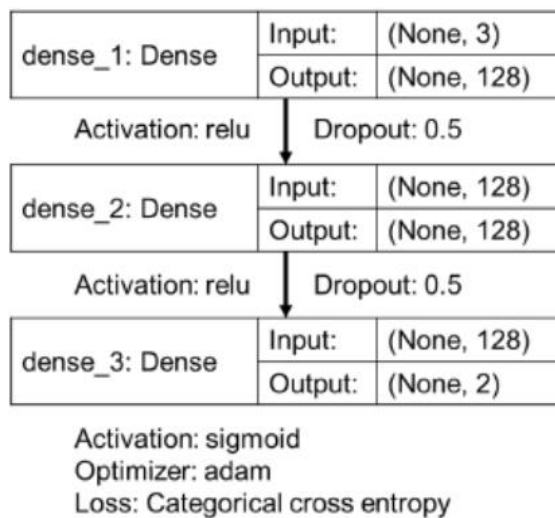 dense_1: Dense
Input: (None, 3)
Output: (None, 128)
Activation: relu Dropout: 0.5
dense_2: Dense
Input: (None, 128)
Output: (None, 128)
Activation: relu Dropout: 0.5
dense_3: Dense
Input: (None, 128)
Output: (None, 2)
Activation: sigmoid
Optimizer: adam
Loss: Categorical cross entropy